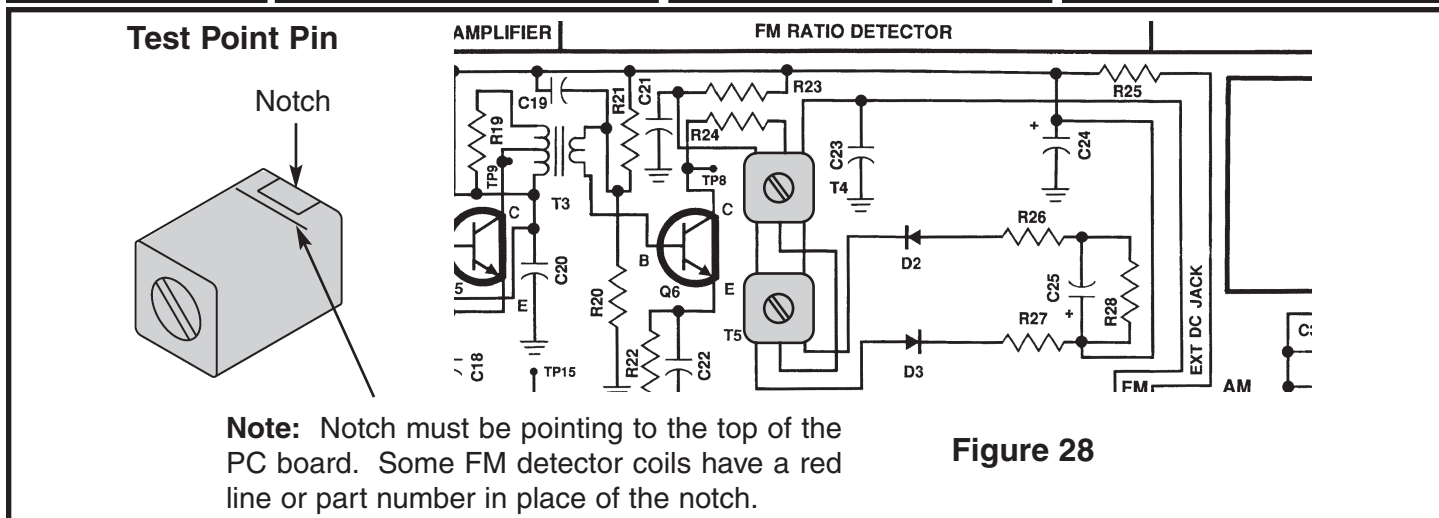 Test Point Pin
Notch
AMPLIFIER
FM RATIO DETECTOR
C19
R21
C21
R23
R25
R19
R24
C23
C24
+
TP9
TP8
T4
T3
C
C
R26
D2
C20
B
Q6
E
C25
R28
EXT DC JACK
5
E
R20
T5
+
R27
C18
TP15
R22
C22
D3
FM
AM
Note: Notch must be pointing to the top of the
PC board. Some FM detector coils have a red
line or part number in place of the notch.
Figure 28